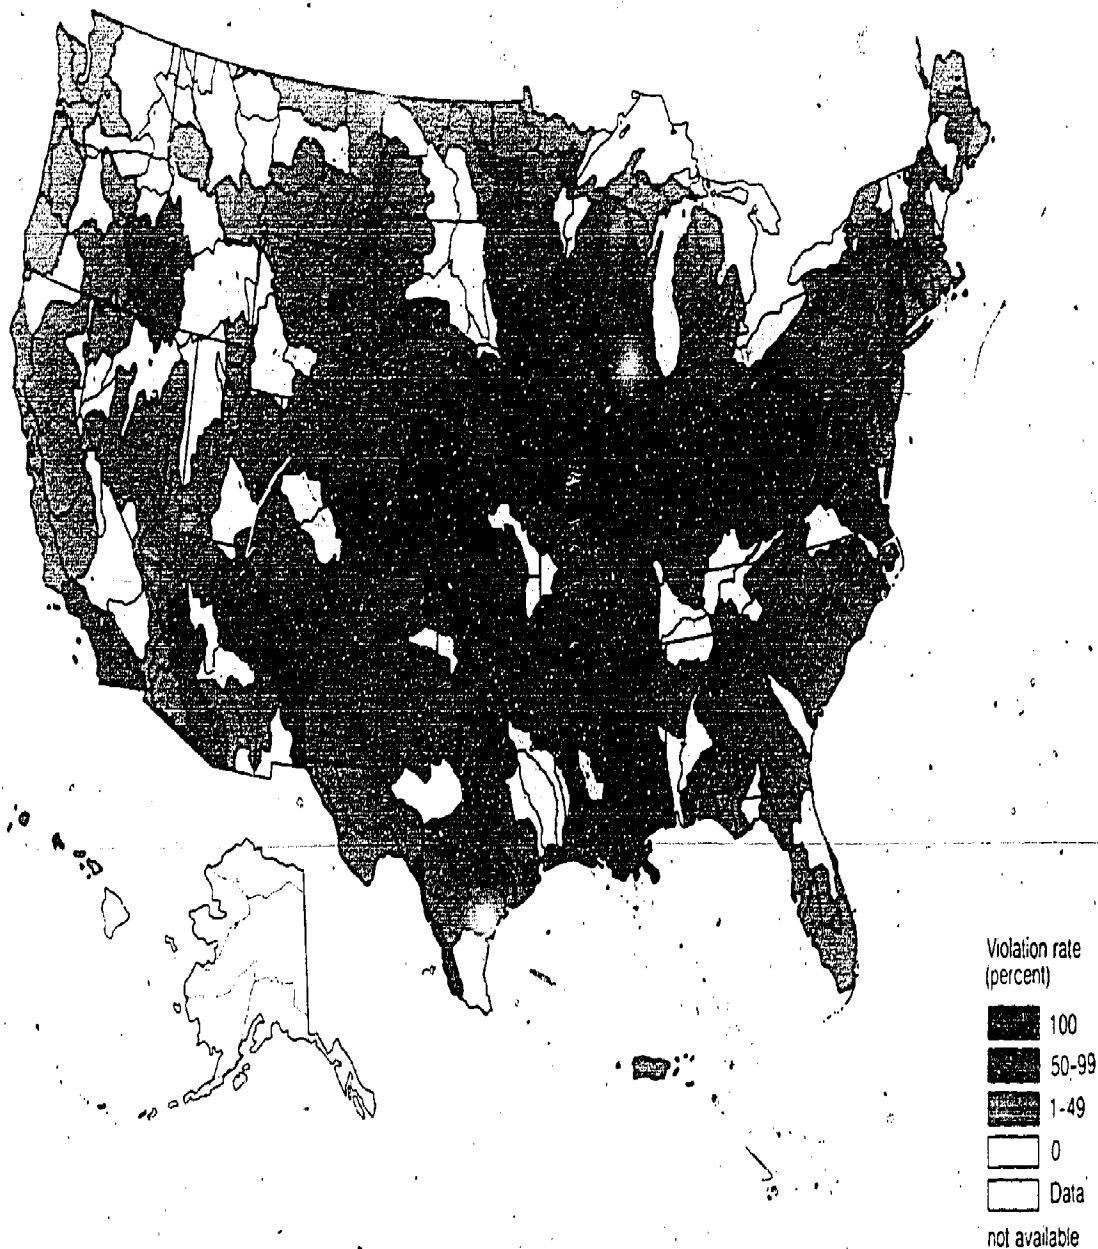 Violation rate
(percent)
100
50-99
1-49
0
Data
not available